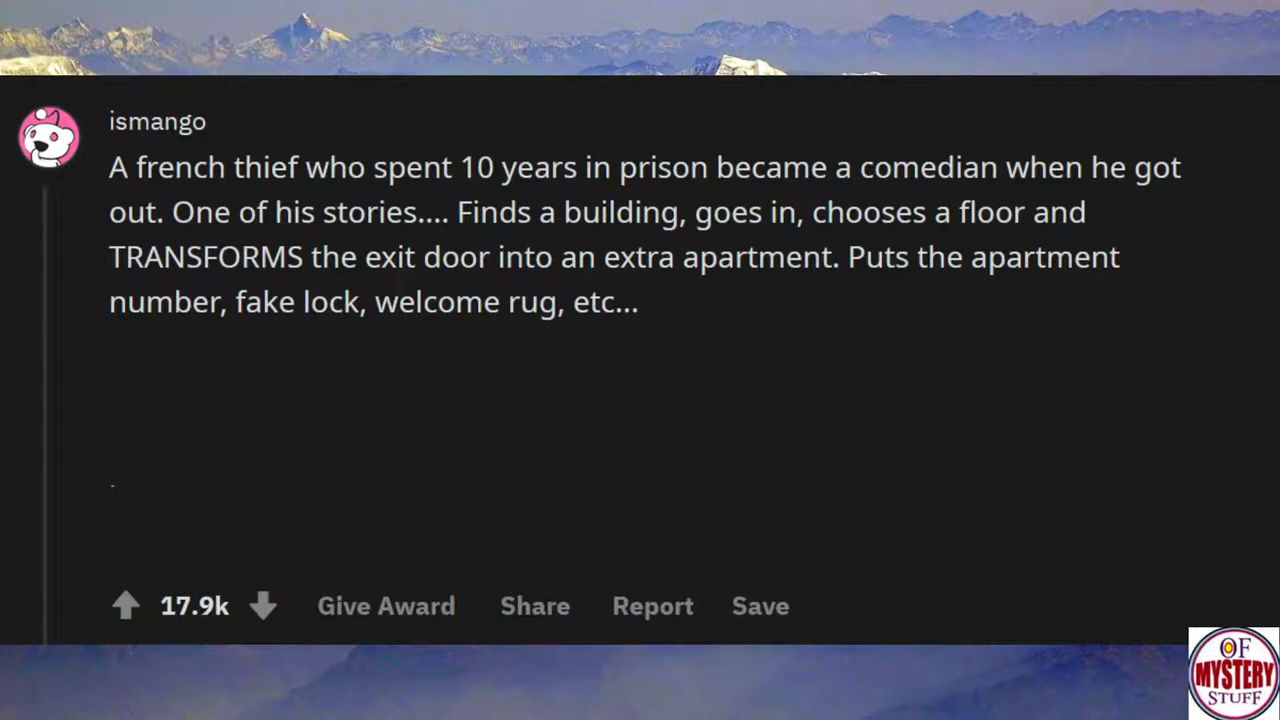 ismango
A french thief who spent 10 years in prison became a comedian when he got
out. One of his stories.... Finds a building, goes in, chooses a floor and
TRANSFORMS the exit door into an extra apartment. Puts the apartment
number, fake lock, welcome rug, etc...
17.9k Give Award Share Report Save
OF
MYSTERY
STUFF